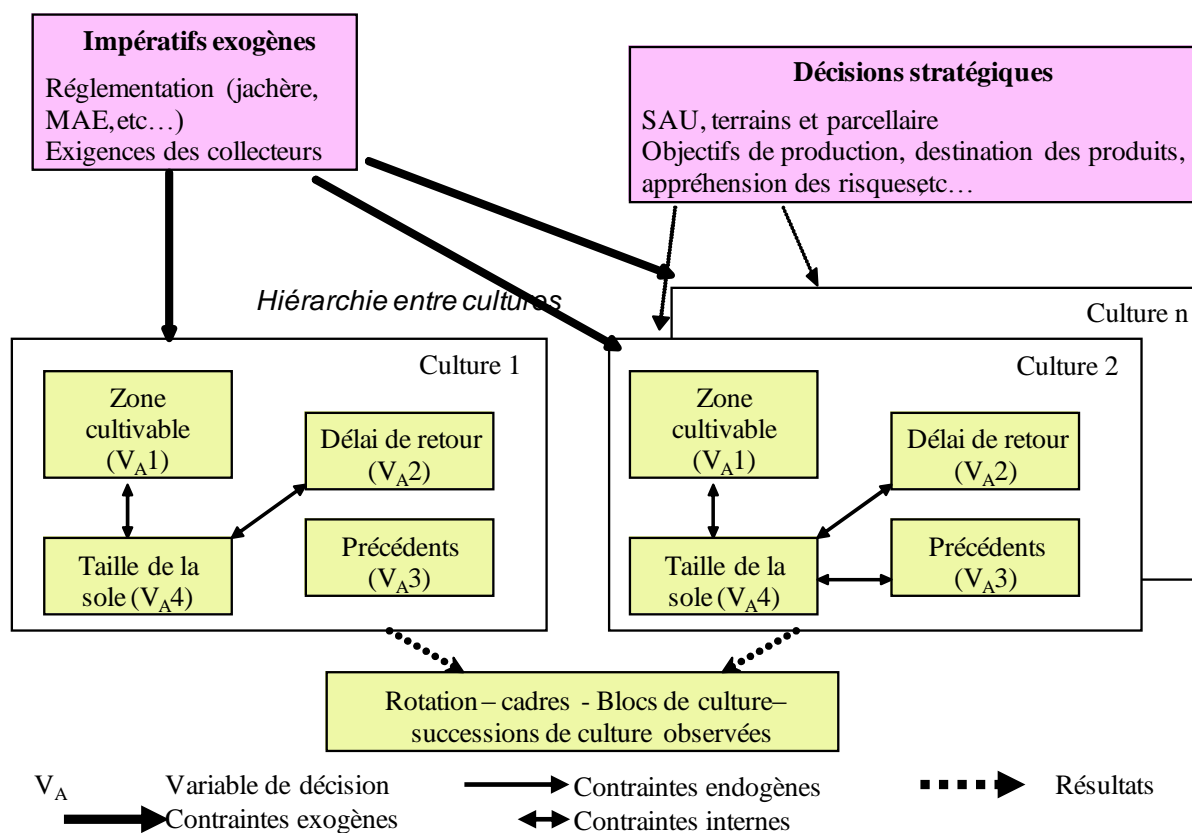 Impératifs exogènes
Réglementation (jachère,
MAE, etc…)
Exigences des collecteurs
Décisions stratégiques
SAU, terrains et parcellaire
Objectifs de production, destination des produits,
appréhension des risques,etc…
Hiérarchie entre cultures
Culture n
Culture 1
Zone
cultivable
(VA1)
Délai de retour
(VA2)
Taille de la
sole (VA4)
Précédents
(VA3)
Culture 2
Zone
cultivable
(VA1)
Délai de retour
(VA2)
Taille de la
sole (VA4)
Précédents
(VA3)
Rotation – cadres - Blocs de culture–
successions de culture observées
VA Variable de décision
Contraintes endogènes
Résultats
Contraintes exogènes
Contraintes internes